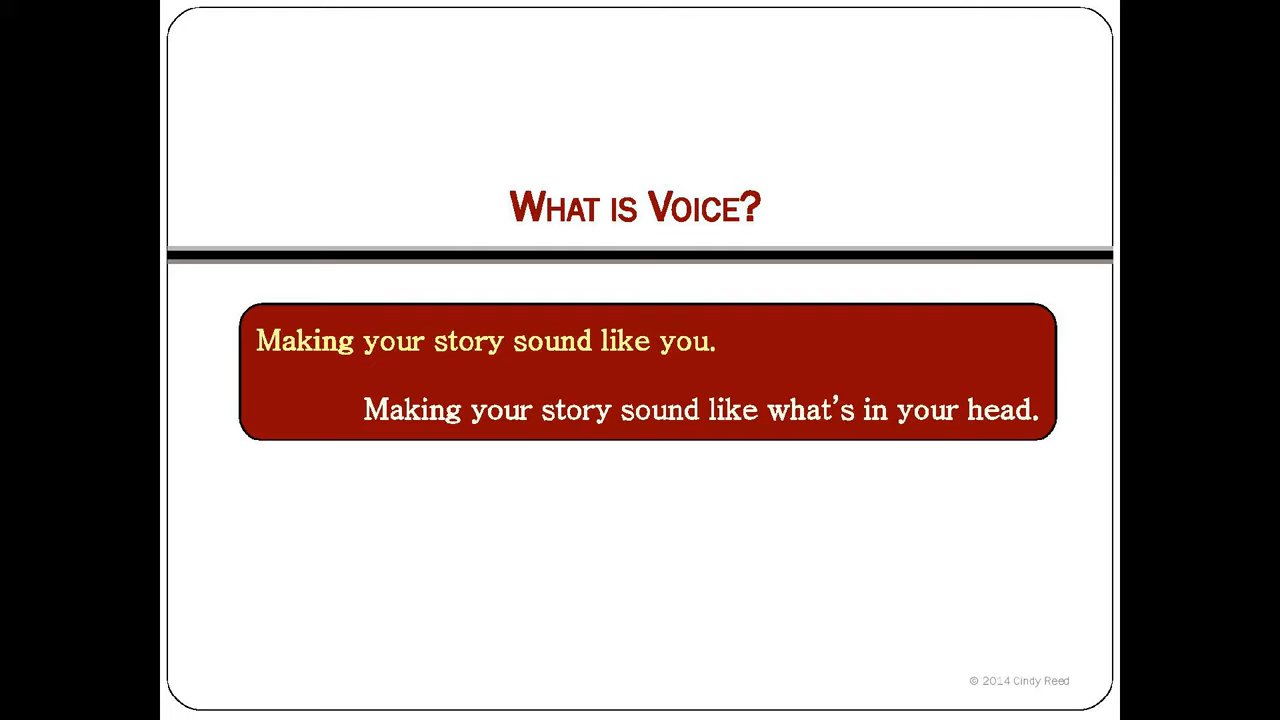 What is Voice?
Making your story sound like you.
Making your story sound like what's in your head.
© 2014 Cindy Reed